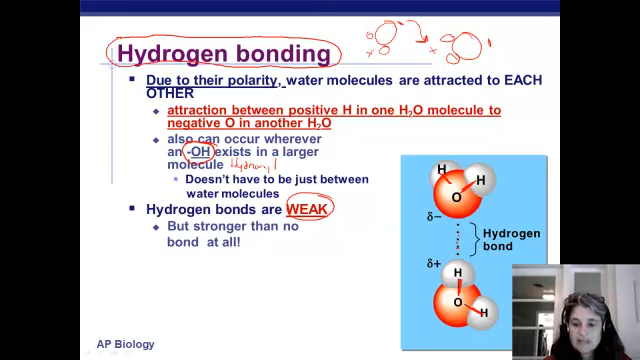 Hydrogen bonding
Due to their polarity, water molecules are attracted to EACH
OTHER
attraction between positive H in one H₂O molecule to
negative O in another H₂O
also can occur wherever
an -OH exists in a larger
molecule Hydroxyl
Doesn't have to be just between
water molecules
Hydrogen bonds are WEAK
But stronger than no
bond at all!
H
H
O
δ−
Hydrogen
bond
δ+
H
O
H
AP Biology